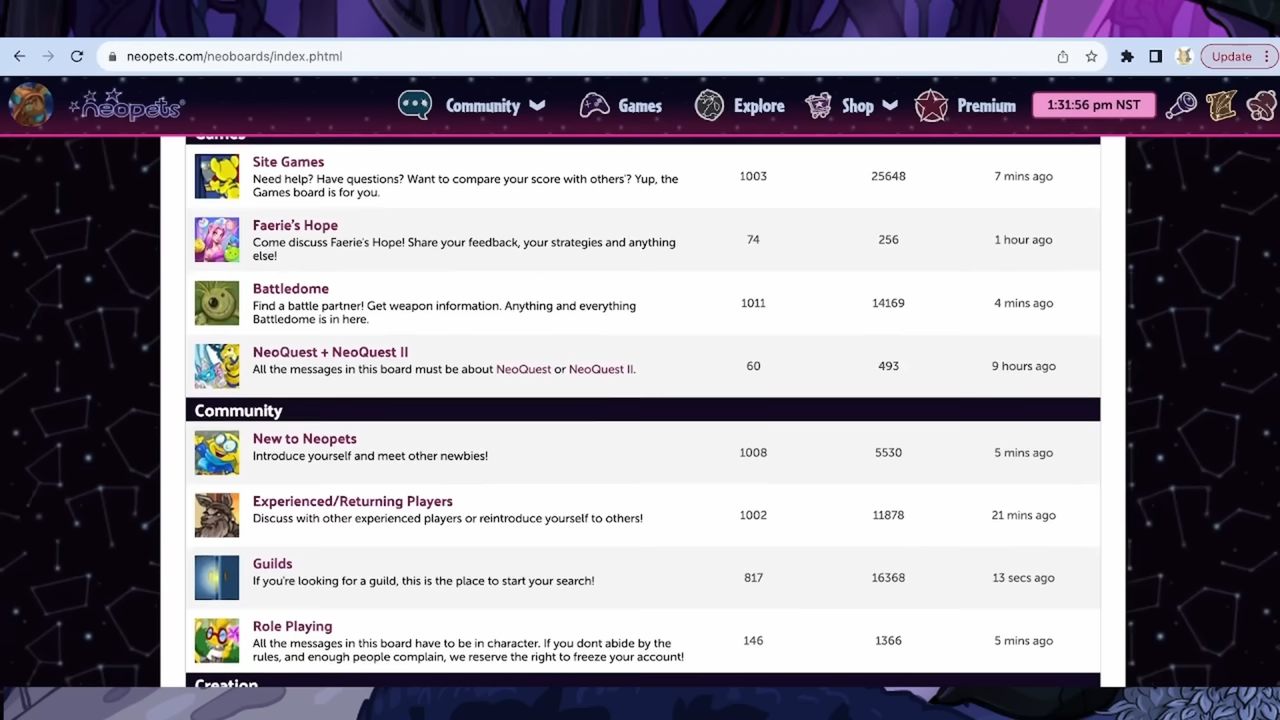 neopets.com/neoboards/index.phtml
Update
neopets
Community
Games
Explore
Shop
Premium
1:31:56 pm NST
Games
Site Games
Need help? Have questions? Want to compare your score with others'? Yup, the
Games board is for you.
1003
25648
7 mins ago
Faerie's Hope
Come discuss Faerie's Hope! Share your feedback, your strategies and anything
else!
74
256
1 hour ago
Battledome
Find a battle partner! Get weapon information. Anything and everything
Battledome is in here.
1011
14169
4 mins ago
NeoQuest + NeoQuest II
All the messages in this board must be about NeoQuest or NeoQuest II.
60
493
9 hours ago
Community
New to Neopets
Introduce yourself and meet other newbies!
1008
5530
5 mins ago
Experienced/Returning Players
Discuss with other experienced players or reintroduce yourself to others!
1002
11878
21 mins ago
Guilds
If you're looking for a guild, this is the place to start your search!
817
16368
13 secs ago
Role Playing
All the messages in this board have to be in character. If you dont abide by the
rules, and enough people complain, we reserve the right to freeze your account!
146
1366
5 mins ago
Creation